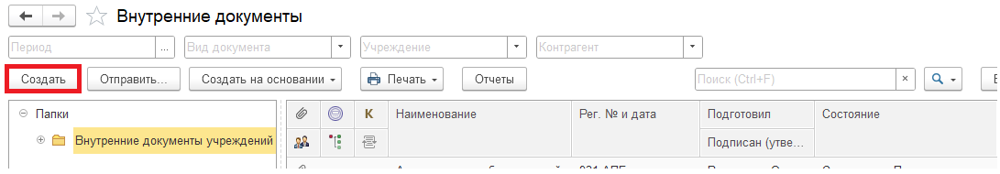 Внутренние документы
Период ... Вид документа Учреждение Контрагент
Создать Отправить... Создать на основании Печать Отчеты Поиск (Ctrl+F) ×
Папки
Внутренние документы учреждений
К Наименование Рег. № и дата Подготовил Состояние
Подписан (утве...